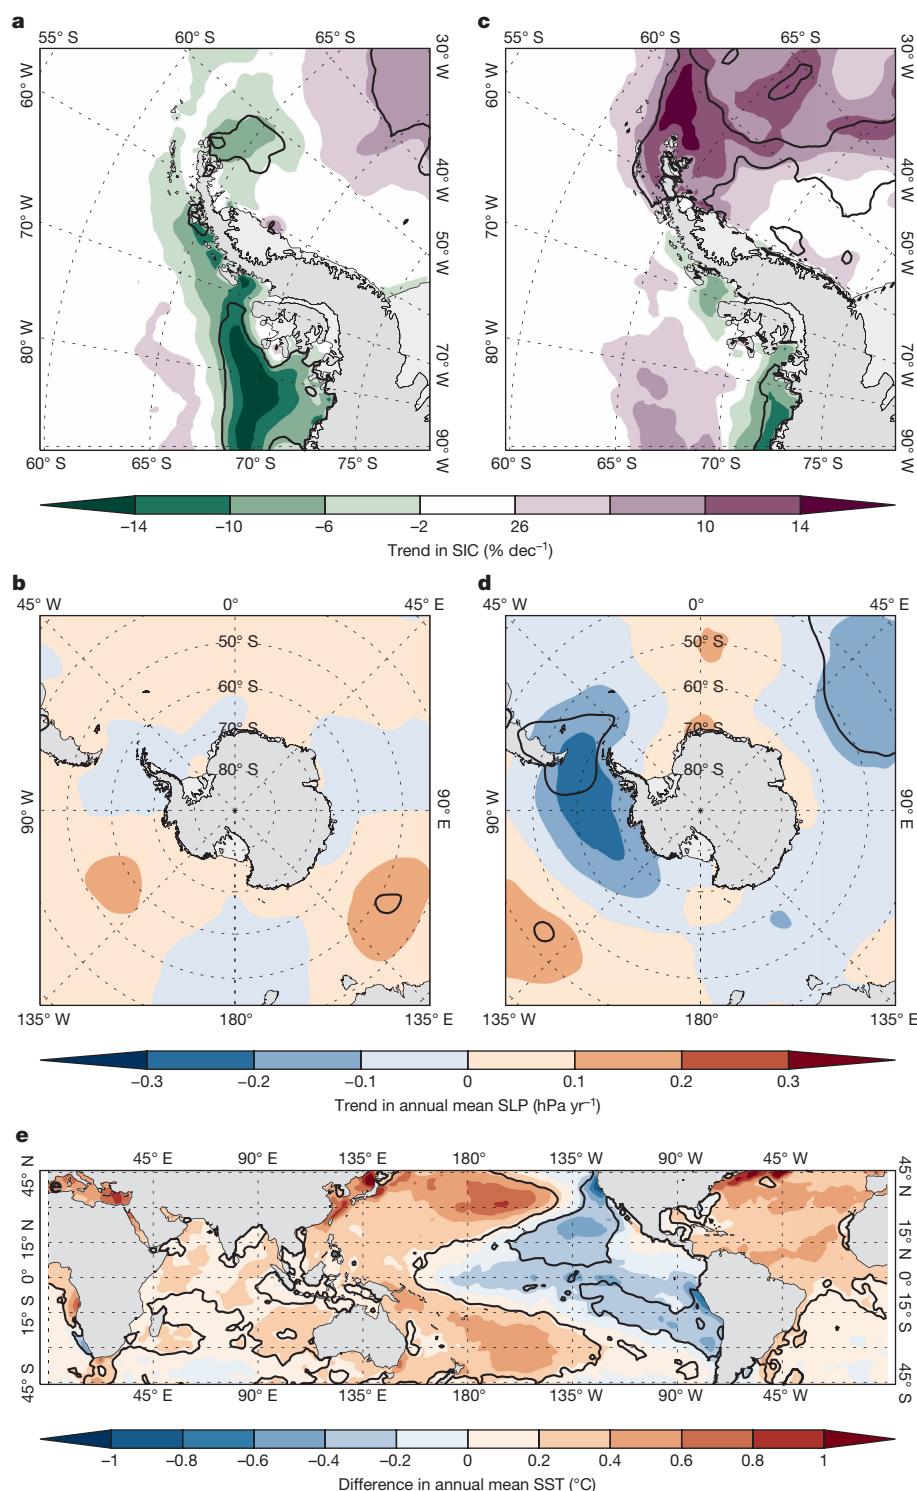 a
c
55° S
60° S
65° S
55° S
60° S
65° S
60° W
70° W
80° W
30° W
40° W
50° W
70° W
90° W
60° W
70° W
80° W
30° W
40° W
50° W
70° W
90° W
60° S
65° S
70° S
75° S
60° S
65° S
70° S
75° S
−14
−10
−6
−2
26
10
14
Trend in SIC (% dec−1)
b
d
45° W
0°
45° E
45° W
0°
45° E
50° S
60° S
70° S
80° S
90° W
90° E
50° S
60° S
70° S
80° S
90° W
90° E
135° W
180°
135° E
135° W
180°
135° E
−0.3
−0.2
−0.1
0
0.1
0.2
0.3
Trend in annual mean SLP (hPa yr−1)
e
45° E
90° E
135° E
180°
135° W
90° W
45° W
e
45° N
15° N
0°
15° S
45° S
45° N
15° N
0°
15° S
45° S
45° E
90° E
135° E
180°
135° W
90° W
45° W
−1
−0.8
−0.6
−0.4
−0.2
0
0.2
0.4
0.6
0.8
1
Difference in annual mean SST (°C)